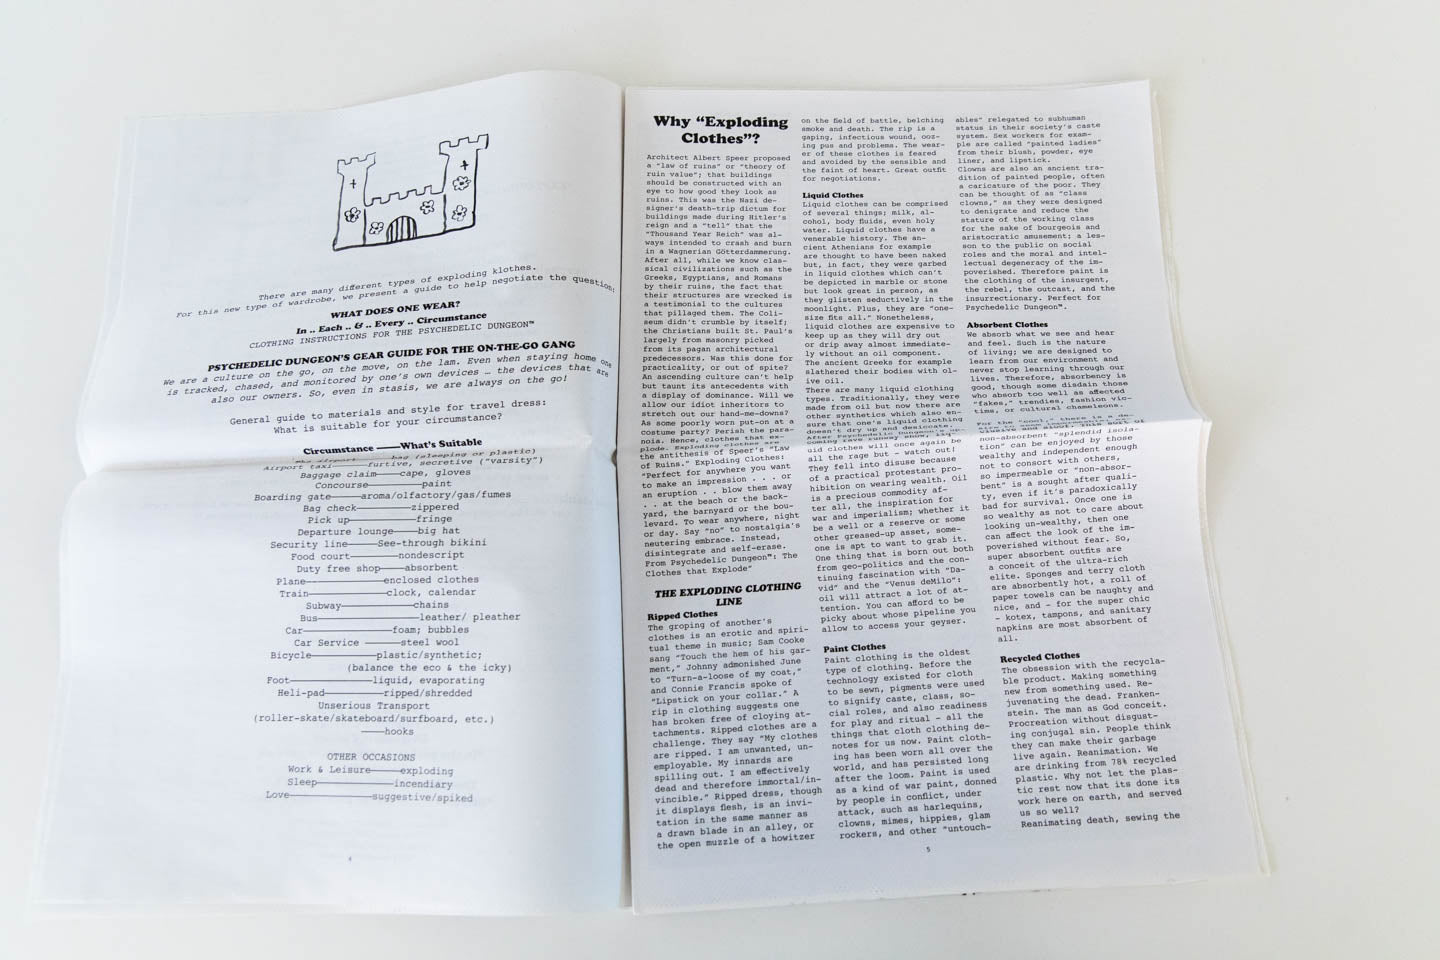 There are many different types of exploding klothes.
For this new type of wardrobe, we present a guide to help negotiate the question:
WHAT DOES ONE WEAR?
In .. Each .. & .. Every .. Circumstance
CLOTHING INSTRUCTIONS FOR THE PSYCHEDELIC DUNGEON™
PSYCHEDELIC DUNGEON'S GEAR GUIDE FOR THE ON-THE-GO GANG
We are a culture on the go, on the move, on the lam. Even when staying home one
is tracked, chased, and monitored by one's own devices … the devices that are
also our owners. So, even in stasis, we are always on the go!
General guide to materials and style for travel dress:
What is suitable for your circumstance?
Circumstance ———What's Suitable
bag (sleeping or plastic)
Airport taxi———furtive, secretive ("varsity")
Baggage claim———cape, gloves
Concourse———paint
Boarding gate———aroma/olfactory/gas/fumes
Bag check———zippered
Pick up———fringe
Departure lounge———big hat
Security line———See-through bikini
Food court———nondescript
Duty free shop———absorbent
Plane———enclosed clothes
Train———clock, calendar
Subway———chains
Bus———leather/ pleather
Car———foam; bubbles
Car Service ———steel wool
Bicycle———plastic/synthetic;
(balance the eco & the icky)
Foot———liquid, evaporating
Heli-pad———ripped/shredded
Unserious Transport
(roller-skate/skateboard/surfboard, etc.)
———hooks
OTHER OCCASIONS
Work & Leisure———exploding
Sleep———incendiary
Love———suggestive/spiked
4
Why "Exploding
Clothes"?
Architect Albert Speer proposed
a "law of ruins" or "theory of
ruin value"; that buildings
should be constructed with an
eye to how good they look as
ruins. This was the Nazi de-
signer's death-trip dictum for
buildings made during Hitler's
reign and a "tell" that the
"Thousand Year Reich" was al-
ways intended to crash and burn
in a Wagnerian Götterdammerung.
After all, while we know clas-
sical civilizations such as the
Greeks, Egyptians, and Romans
by their ruins, the fact that
their structures are wrecked is
a testimonial to the cultures
that pillaged them. The Coli-
seum didn't crumble by itself;
the Christians built St. Paul's
largely from masonry picked
from its pagan architectural
predecessors. Was this done for
practicality, or out of spite?
An ascending culture can't help
but taunt its antecedents with
a display of dominance. Will we
allow our idiot inheritors to
stretch out our hand-me-downs?
As some poorly worn put-on at a
costume party? Perish the para-
noia. Hence, clothes that ex-
plode. Exploding clothes are
the antithesis of Speer's "Law
of Ruins." Exploding Clothes:
"Perfect for anywhere you want
to make an impression . . . or
an eruption . . blow them away
. . at the beach or the back-
yard, the barnyard or the bou-
levard. To wear anywhere, night
or day. Say "no" to nostalgia's
neutering embrace. Instead,
disintegrate and self-erase.
From Psychedelic Dungeon™: The
Clothes that Explode"
THE EXPLODING CLOTHING
LINE
Ripped Clothes
The groping of another's
clothes is an erotic and spiri-
tual theme in music; Sam Cooke
sang "Touch the hem of his gar-
ment," Johnny admonished June
to "Turn-a-loose of my coat,"
and Connie Francis spoke of
"Lipstick on your collar." A
rip in clothing suggests one
has broken free of cloying at-
tachments. Ripped clothes are a
challenge. They say "My clothes
are ripped. I am unwanted, un-
employable. My innards are
spilling out. I am effectively
dead and therefore immortal/in-
vincible." Ripped dress, though
it displays flesh, is an invi-
tation in the same manner as
a drawn blade in an alley, or
the open muzzle of a howitzer
on the field of battle, belching
smoke and death. The rip is a
gaping, infectious wound, ooz-
ing pus and problems. The wear-
er of these clothes is feared
and avoided by the sensible and
the faint of heart. Great outfit
for negotiations.
Liquid Clothes
Liquid clothes can be comprised
of several things; milk, al-
cohol, body fluids, even holy
water. Liquid clothes have a
venerable history. The an-
cient Athenians for example
are thought to have been naked
but, in fact, they were garbed
in liquid clothes which can't
be depicted in marble or stone
but look great in person, as
they glisten seductively in the
moonlight. Plus, they are "one-
size fits all." Nonetheless,
liquid clothes are expensive to
keep up as they will dry out
or drip away almost immediate-
ly without an oil component.
The ancient Greeks for example
slathered their bodies with ol-
ive oil.
There are many liquid clothing
types. Traditionally, they were
made from oil but now there are
other synthetics which also en-
sure that one's liquid clothing
doesn't dry up and desiccate.
After Psychedelic Dungeon's up-
coming rave runway show, liq-
uid clothes will once again be
all the rage but – watch out!
They fell into disuse because
of a practical protestant pro-
hibition on wearing wealth. Oil
is a precious commodity af-
ter all, the inspiration for
war and imperialism; whether it
be a well or a reserve or some
other greased-up asset, some-
one is apt to want to grab it.
One thing that is born out both
from geo-politics and the con-
tinuing fascination with "Da-
vid" and the "Venus deMilo":
oil will attract a lot of at-
tention. You can afford to be
picky about whose pipeline you
allow to access your geyser.
Paint Clothes
Paint clothing is the oldest
type of clothing. Before the
technology existed for cloth
to be sewn, pigments were used
to signify caste, class, so-
cial roles, and also readiness
for play and ritual – all the
things that cloth clothing de-
notes for us now. Paint cloth-
ing has been worn all over the
world, and has persisted long
after the loom. Paint is used
as a kind of war paint, donned
by people in conflict, under
attack, such as harlequins,
clowns, mimes, hippies, glam
rockers, and other "untouch-
ables" relegated to subhuman
status in their society's caste
system. Sex workers for exam-
ple are called "painted ladies"
from their blush, powder, eye
liner, and lipstick.
Clowns are also an ancient tra-
dition of painted people, often
a caricature of the poor. They
can be thought of as "class
clowns," as they were designed
to denigrate and reduce the
stature of the working class
for the sake of bourgeois and
aristocratic amusement; a les-
son to the public on social
roles and the moral and intel-
lectual degeneracy of the im-
poverished. Therefore paint is
the clothing of the insurgent,
the rebel, the outcast, and the
insurrectionary. Perfect for
Psychedelic Dungeon™.
Absorbent Clothes
We absorb what we see and hear
and feel. Such is the nature
of living; we are designed to
learn from our environment and
never stop learning through our
lives. Therefore, absorbency is
good, though some disdain those
who absorb too well as affected
"fakes," trendies, fashion vic-
tims, or cultural chameleons.
For the "cool" there is a de-
non-absorbent "splendid isola-
tion" can be enjoyed by those
wealthy and independent enough
not to consort with others,
so impermeable or "non-absor-
bent" is a sought after quali-
ty, even if it's paradoxically
bad for survival. Once one is
so wealthy as not to care about
looking un-wealthy, then one
can affect the look of the im-
poverished without fear. So,
super absorbent outfits are
a conceit of the ultra-rich
elite. Sponges and terry cloth
are absorbently hot, a roll of
paper towels can be naughty and
nice, and – for the super chic
– kotex, tampons, and sanitary
napkins are most absorbent of
all.
Recycled Clothes
The obsession with the recycla-
ble product. Making something
new from something used. Re-
juvenating the dead. Franken-
stein. The man as God conceit.
Procreation without disgust-
ing conjugal sin. People think
they can make their garbage
live again. Reanimation. We
are drinking from 78% recycled
plastic. Why not let the plas-
tic rest now that its done its
work here on earth, and served
us so well?
Reanimating death, sewing the
5